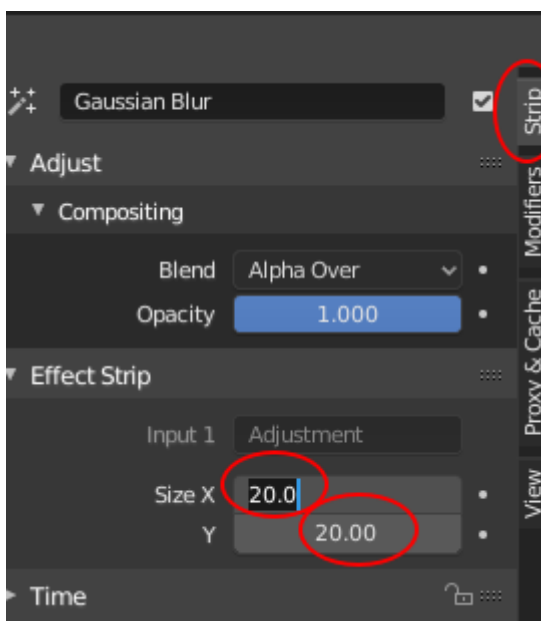 Gaussian Blur
Strip
Adjust
Compositing
Modifiers
Blend Alpha Over
Opacity 1.000
Proxy & Cache
Effect Strip
Input 1 Adjustment
Size X 20.0
View
Y 20.00
Time